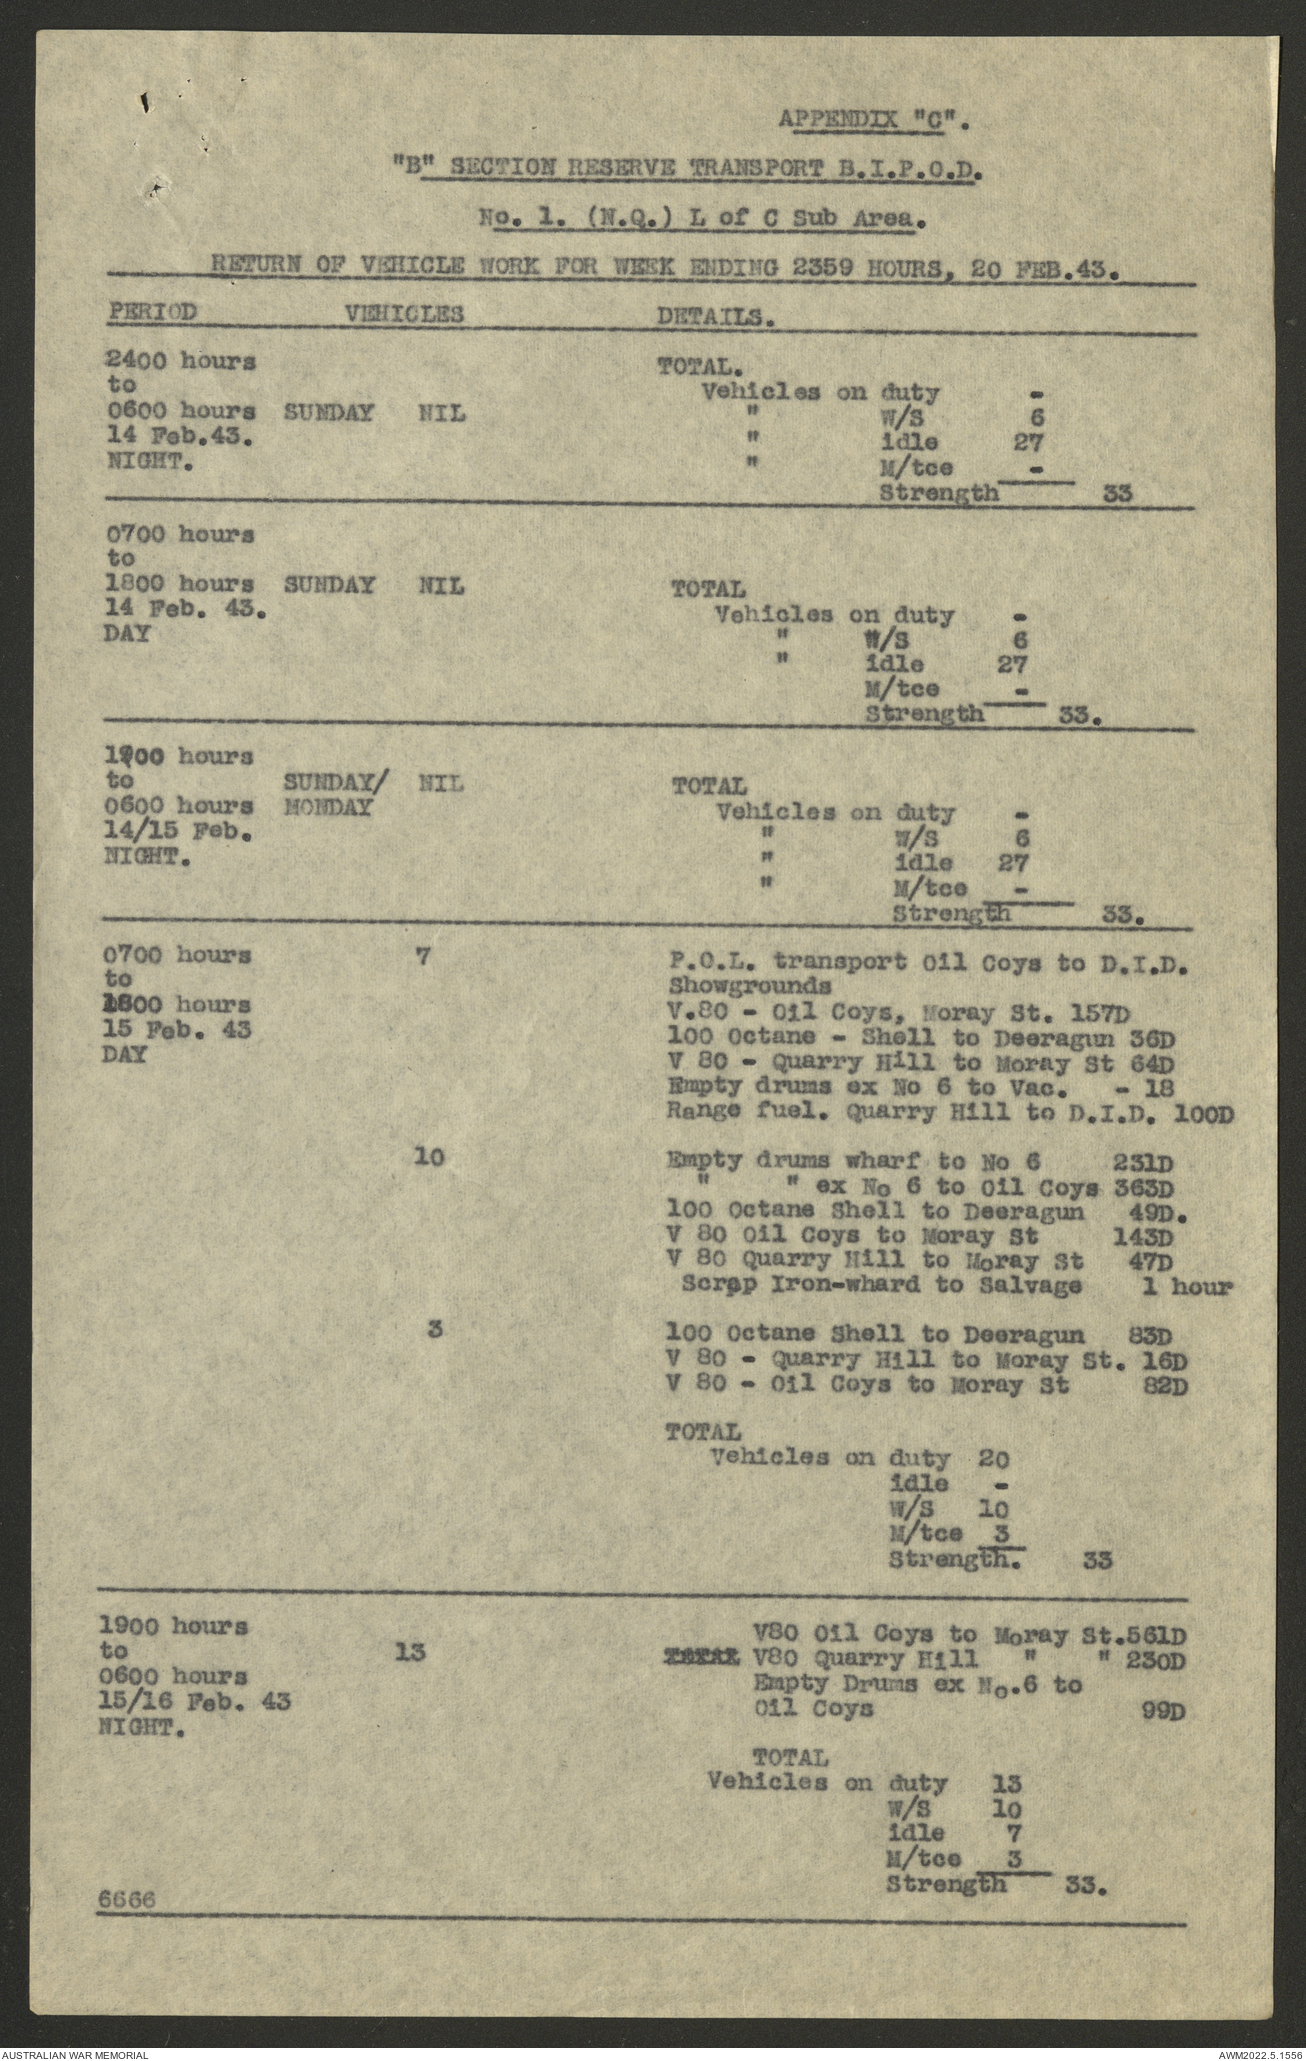 APPENDIX "C".
"B" SECTION RESERVE TRANSPORT B.I.P.O.D.
No. 1. (N.Q.) L of C Sub Area.
RETURN OF VEHICLE WORK FOR WEEK ENDING 2359 HOURS, 20 FEB.43.
PERIOD VEHICLES DETAILS.
2400 hours TOTAL.
to Vehicles on duty -
0600 hours SUNDAY NIL " W/S 6
14 Feb.43. " idle 27
NIGHT. " M/tce -
Strength 33
0700 hours
to
1800 hours SUNDAY NIL TOTAL
14 Feb. 43. Vehicles on duty -
DAY " W/S 6
" idle 27
M/tce -
Strength 33.
1900 hours
to SUNDAY/ NIL TOTAL
0600 hours MONDAY Vehicles on duty -
14/15 Feb. " W/S 6
NIGHT. " idle 27
" M/tce -
Strength 33.
0700 hours 7 P.O.L. transport Oil Coys to D.I.D.
to Showgrounds
1800 hours V.80 - Oil Coys, Moray St. 157D
15 Feb. 43 100 Octane - Shell to Deeragun 36D
DAY V 80 - Quarry Hill to Moray St 64D
Empty drums ex No 6 to Vac. - 18
Range fuel. Quarry Hill to D.I.D. 100D
10 Empty drums wharf to No 6 231D
" " ex No 6 to Oil Coys 363D
100 Octane Shell to Deeragun 49D.
V 80 Oil Coys to Moray St 143D
V 80 Quarry Hill to Moray St 47D
Scrap Iron-whard to Salvage 1 hour
3 100 Octane Shell to Deeragun 83D
V 80 - Quarry Hill to Moray St. 16D
V 80 - Oil Coys to Moray St 82D
TOTAL
Vehicles on duty 20
idle -
W/S 10
M/tce 3
Strength. 33
1900 hours V80 Oil Coys to Moray St.561D
to 13 TOTAL V80 Quarry Hill " " 230D
0600 hours Empty Drums ex No.6 to
15/16 Feb. 43 Oil Coys 99D
NIGHT.
TOTAL
Vehicles on duty 13
W/S 10
idle 7
M/tce 3
Strength 33.
6666
AUSTRALIAN WAR MEMORIAL AWM2022.5.1556